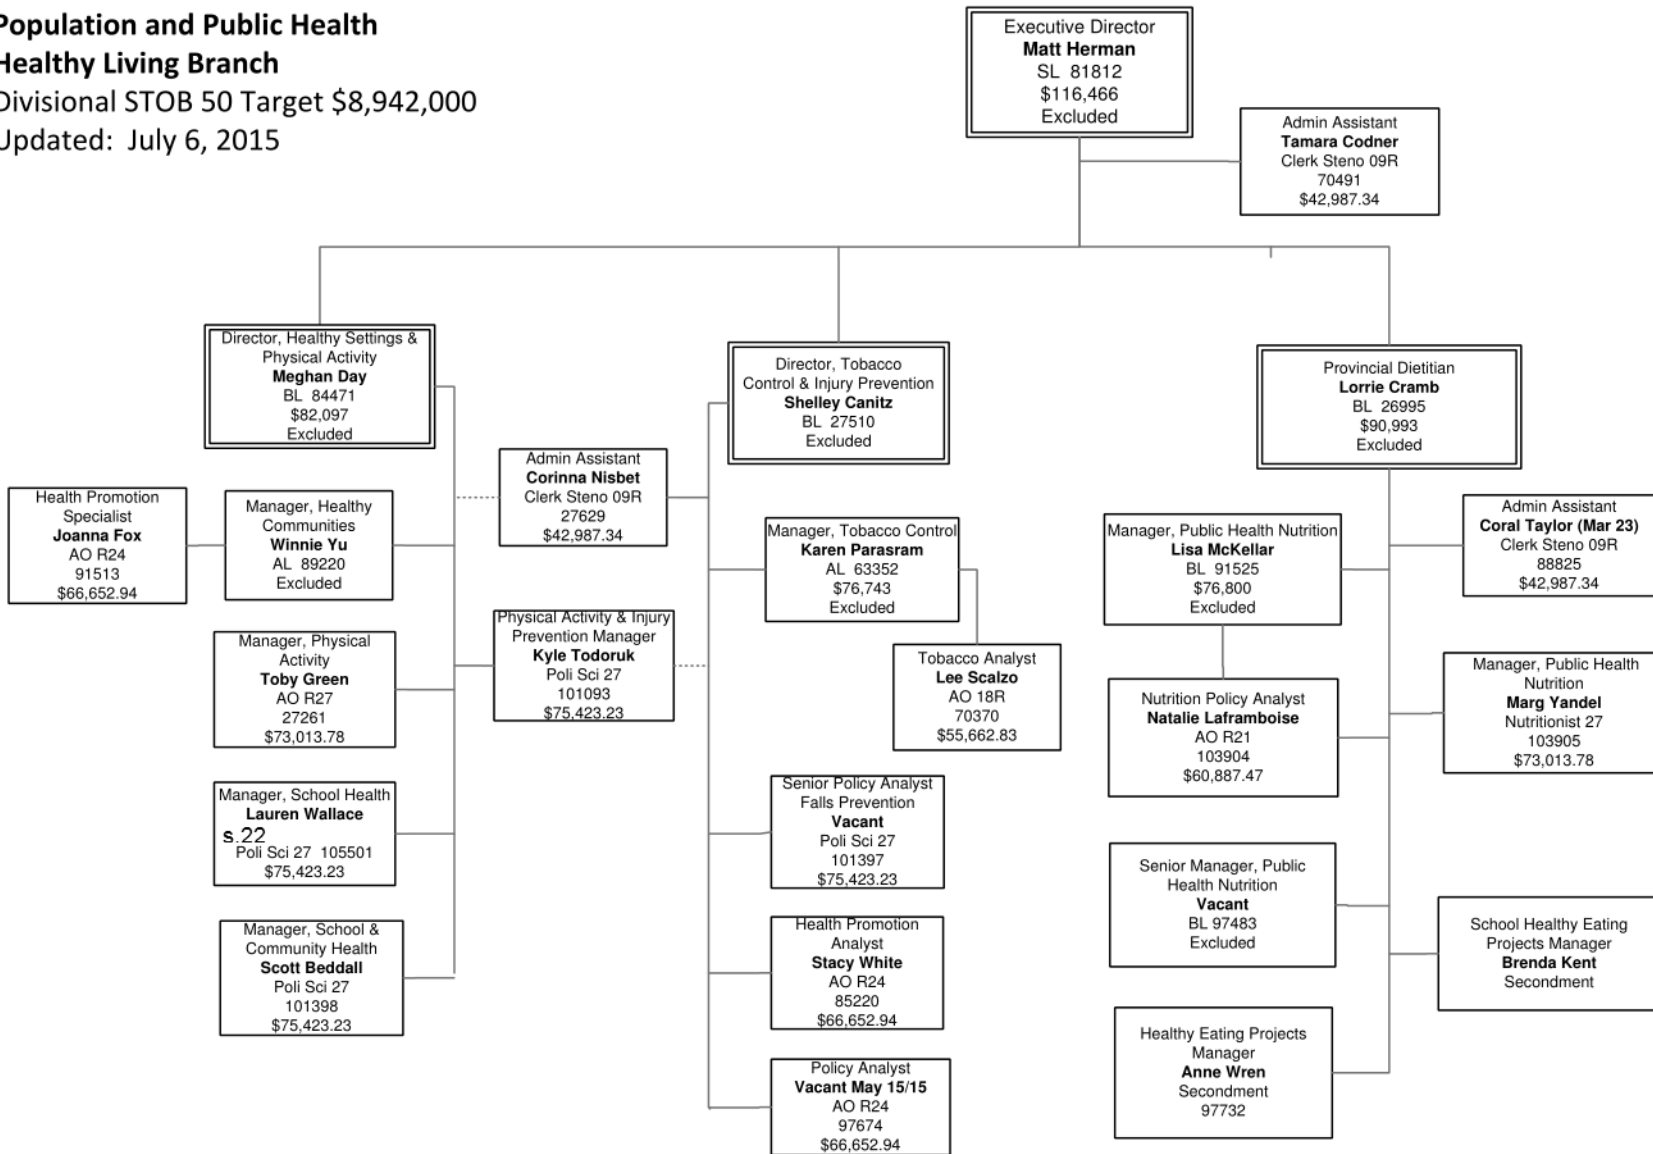 Population and Public Health
Healthy Living Branch
Divisional STOB 50 Target $8,942,000
Updated: July 6, 2015
Executive Director
Matt Herman
SL 81812
$116,466
Excluded
Admin Assistant
Tamara Codner
Clerk Steno 09R
70491
$42,987.34
Director, Healthy Settings &
Physical Activity
Meghan Day
BL 84471
$82,097
Excluded
Director, Tobacco
Control & Injury Prevention
Shelley Canitz
BL 27510
Excluded
Provincial Dietitian
Lorrie Cramb
BL 26995
$90,993
Excluded
Admin Assistant
Corinna Nisbet
Clerk Steno 09R
27629
$42,987.34
Health Promotion
Specialist
Joanna Fox
AO R24
91513
$66,652.94
Manager, Healthy
Communities
Winnie Yu
AL 89220
Excluded
Manager, Tobacco Control
Karen Parasram
AL 63352
$76,743
Excluded
Manager, Public Health Nutrition
Lisa McKellar
BL 91525
$76,800
Excluded
Admin Assistant
Coral Taylor (Mar 23)
Clerk Steno 09R
88825
$42,987.34
Physical Activity & Injury
Prevention Manager
Kyle Todoruk
Poli Sci 27
101093
$75,423.23
Manager, Physical
Activity
Toby Green
AO R27
27261
$73,013.78
Tobacco Analyst
Lee Scalzo
AO 18R
70370
$55,662.83
Nutrition Policy Analyst
Natalie Laframboise
AO R21
103904
$60,887.47
Manager, Public Health
Nutrition
Marg Yandel
Nutritionist 27
103905
$73,013.78
Manager, School Health
Lauren Wallace
s.22
Poli Sci 27 105501
$75,423.23
Senior Policy Analyst
Falls Prevention
Vacant
Poli Sci 27
101397
$75,423.23
Senior Manager, Public
Health Nutrition
Vacant
BL 97483
Excluded
School Healthy Eating
Projects Manager
Brenda Kent
Secondment
Manager, School &
Community Health
Scott Beddall
Poli Sci 27
101398
$75,423.23
Health Promotion
Analyst
Stacy White
AO R24
85220
$66,652.94
Healthy Eating Projects
Manager
Anne Wren
Secondment
97732
Policy Analyst
Vacant May 15/15
AO R24
97674
$66,652.94